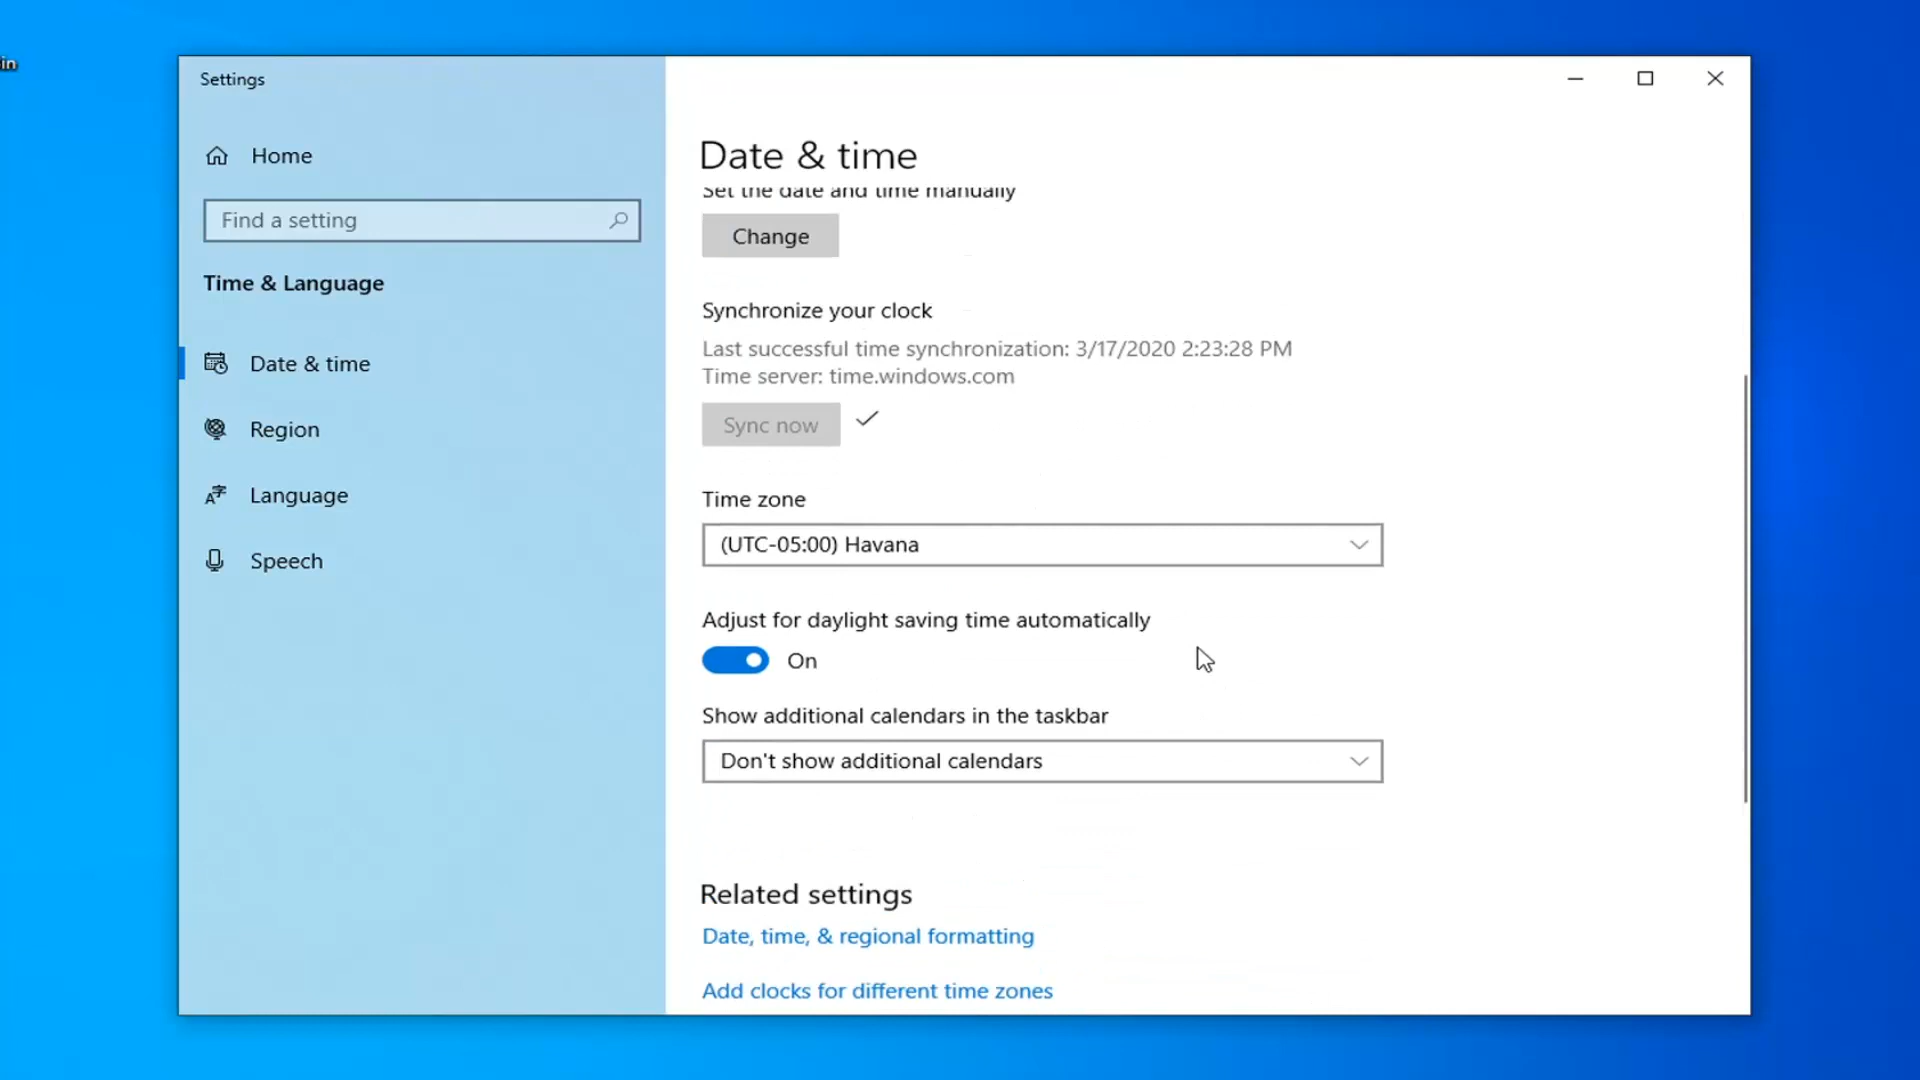 in
Settings
Home
Find a setting
Time & Language
Date & time
Region
Language
Speech
Date & time
Set the date and time manually
Change
Synchronize your clock
Last successful time synchronization: 3/17/2020 2:23:28 PM
Time server: time.windows.com
Sync now
Time zone
(UTC-05:00) Havana
Adjust for daylight saving time automatically
On
Show additional calendars in the taskbar
Don't show additional calendars
Related settings
Date, time, & regional formatting
Add clocks for different time zones